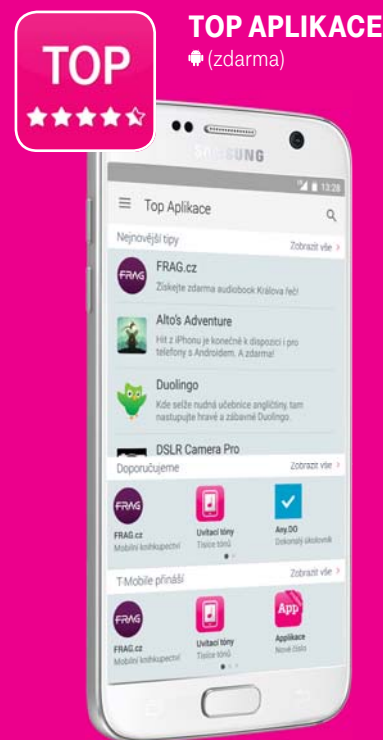 TOP
TOP APLIKACE
(zdarma)
SAMSUNG
13:28
Top Aplikace
Nejnovější tipy
Zobrazit vše >
FRAG
FRAG.cz
Získejte zdarma audiobook Králova řeč!
Alto's Adventure
Hit z iPhonu je konečně k dispozici i pro
telefony s Androidem. A zdarma!
Duolingo
Kde selže nudná učebnice angličtiny, tam
nastupujte hravé a zábavné Duolingo.
DSLR Camera Pro
Doporučujeme
Zobrazit vše >
FRAG
FRAG.cz
Mobilní knihkupectví
Uvítací tóny
Tisíce tónů
Any.DO
Dokonalý úkolovník
T-Mobile přináší
Zobrazit vše >
FRAG
FRAG.cz
Mobilní knihkupectví
Uvítací tóny
Tisíce tónů
App
Applikace
Nové číslo